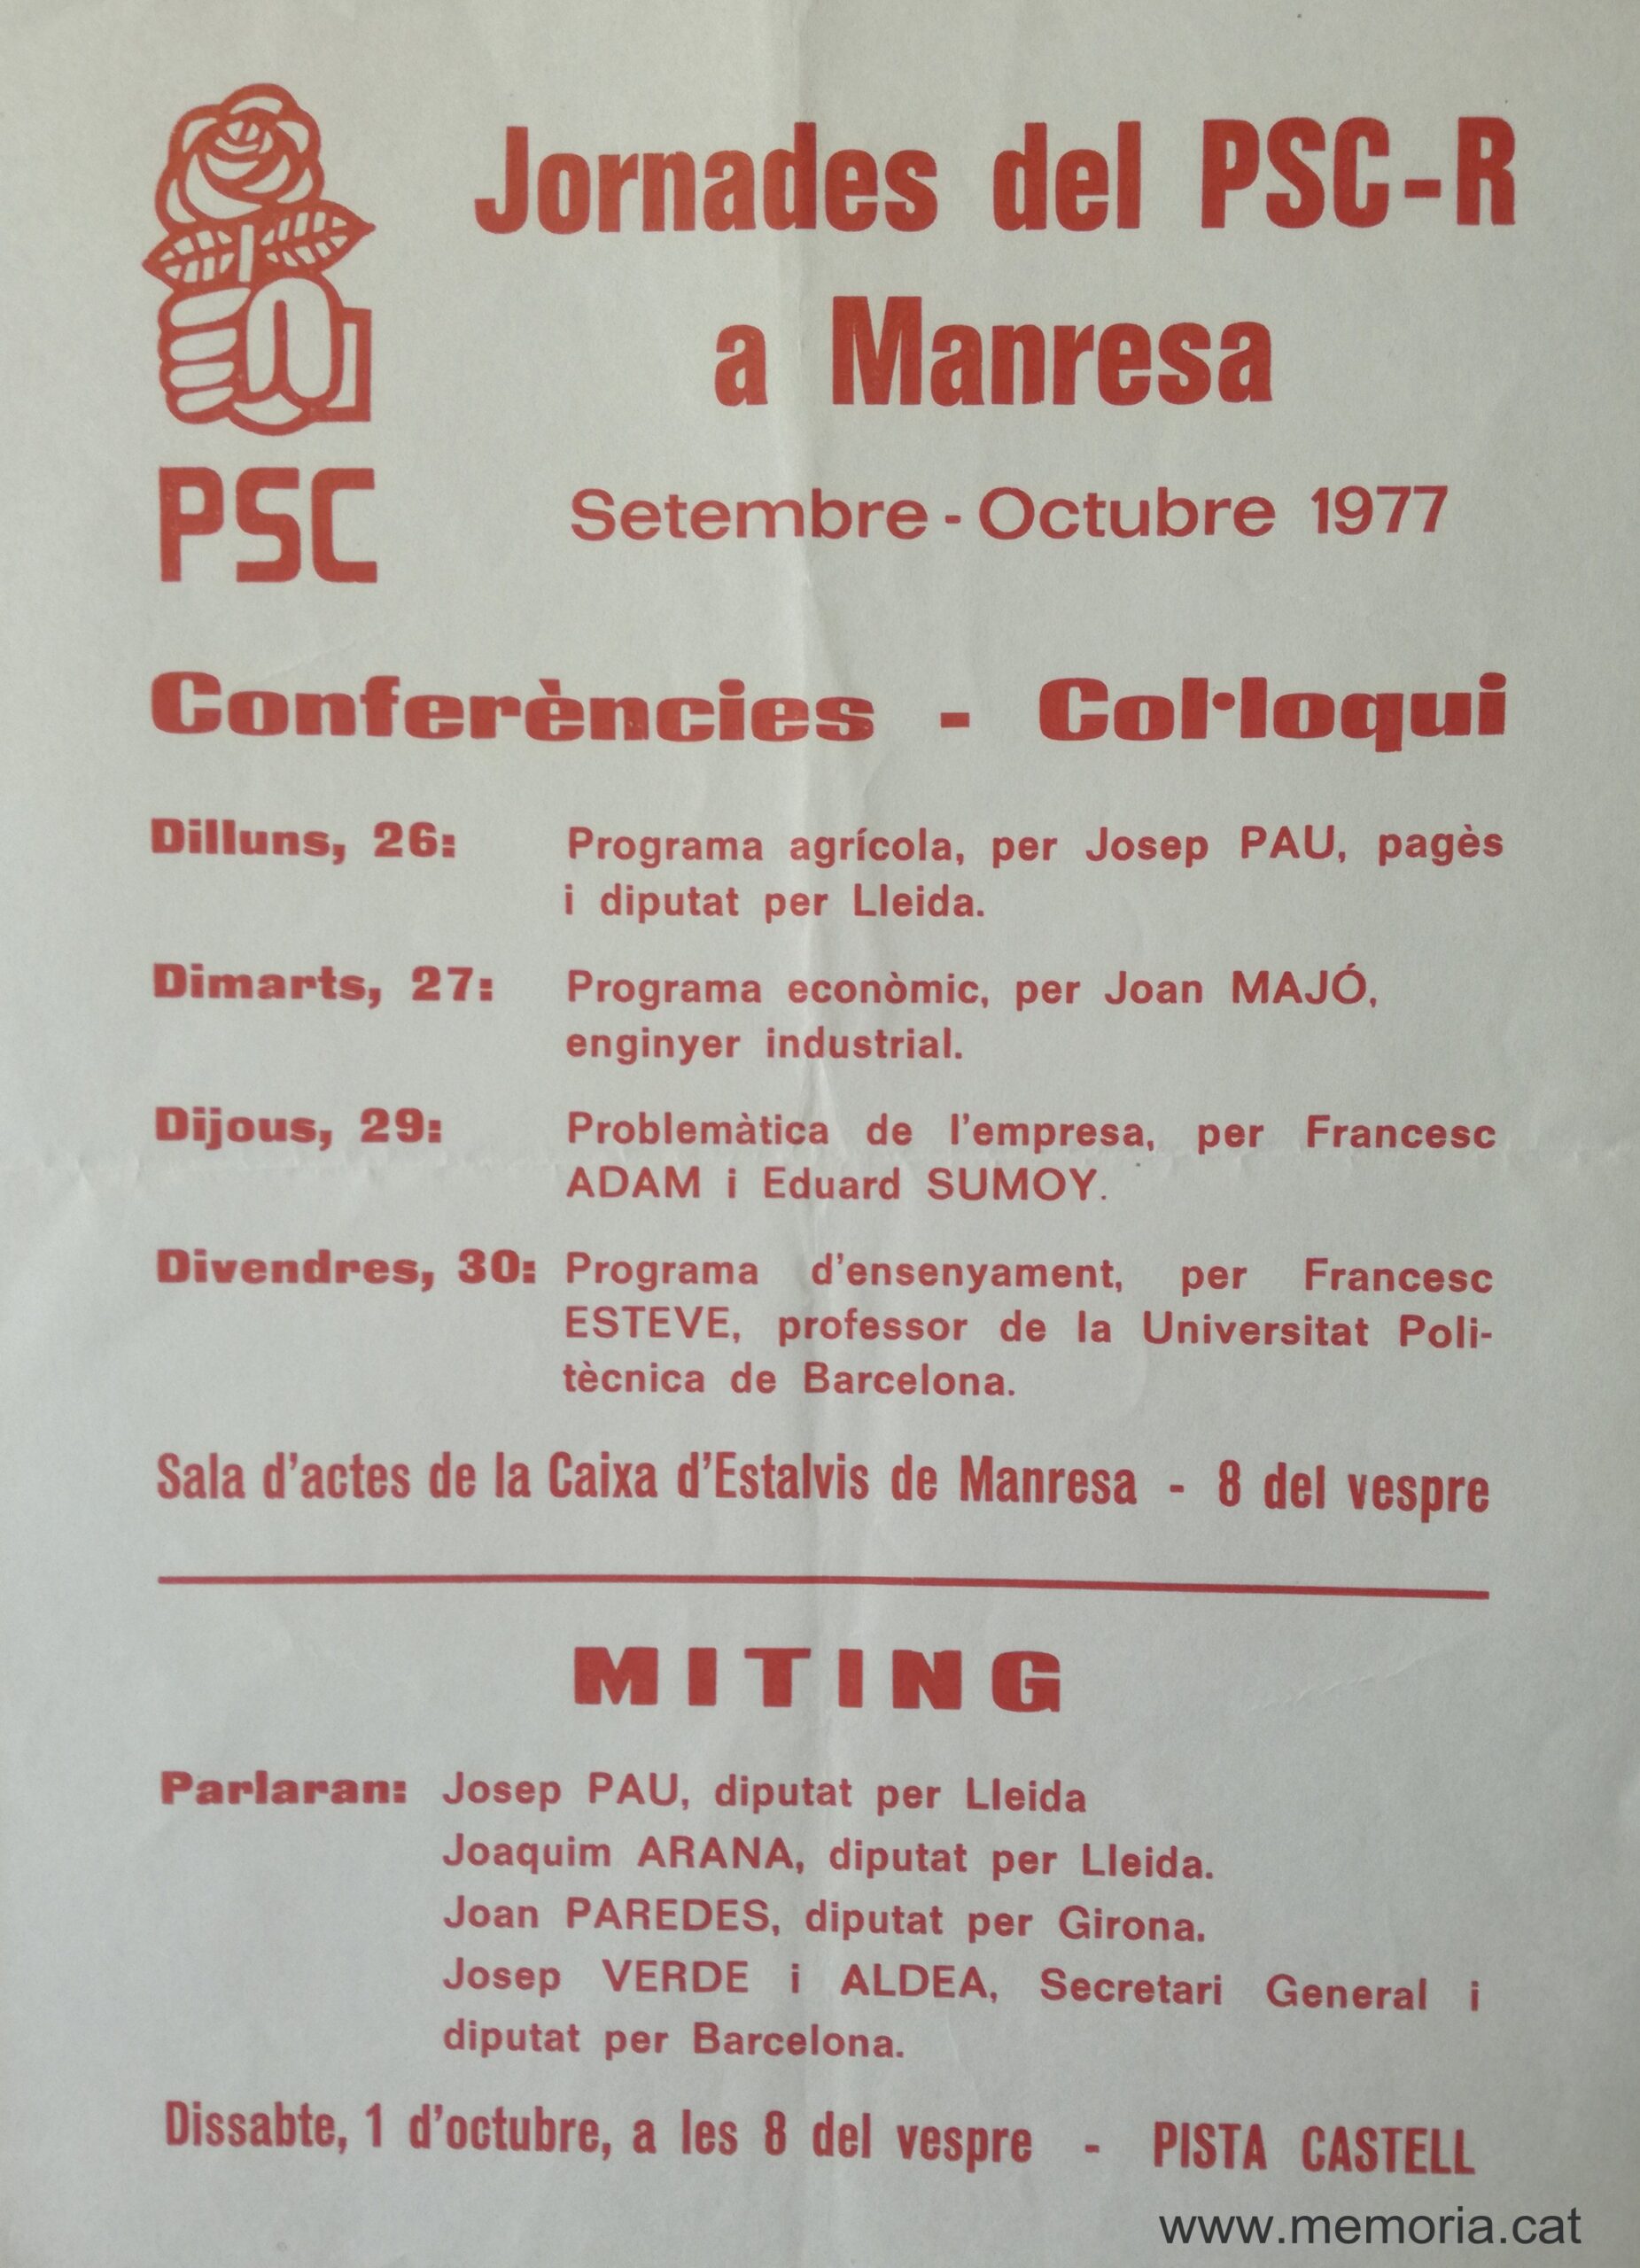 Jornades del PSC-R
a Manresa
PSC
Setembre - Octubre 1977
Conferències - Col·loqui
Dilluns, 26: Programa agrícola, per Josep PAU, pagès
i diputat per Lleida.
Dimarts, 27: Programa econòmic, per Joan MAJÓ,
enginyer industrial.
Dijous, 29: Problemàtica de l'empresa, per Francesc
ADAM i Eduard SUMOY.
Divendres, 30: Programa d'ensenyament, per Francesc
ESTEVE, professor de la Universitat Poli-
tècnica de Barcelona.
Sala d'actes de la Caixa d'Estalvis de Manresa - 8 del vespre
MITING
Parlaran: Josep PAU, diputat per Lleida
Joaquim ARANA, diputat per Lleida.
Joan PAREDES, diputat per Girona.
Josep VERDE i ALDEA, Secretari General i
diputat per Barcelona.
Dissabte, 1 d'octubre, a les 8 del vespre - PISTA CASTELL
www.memoria.cat